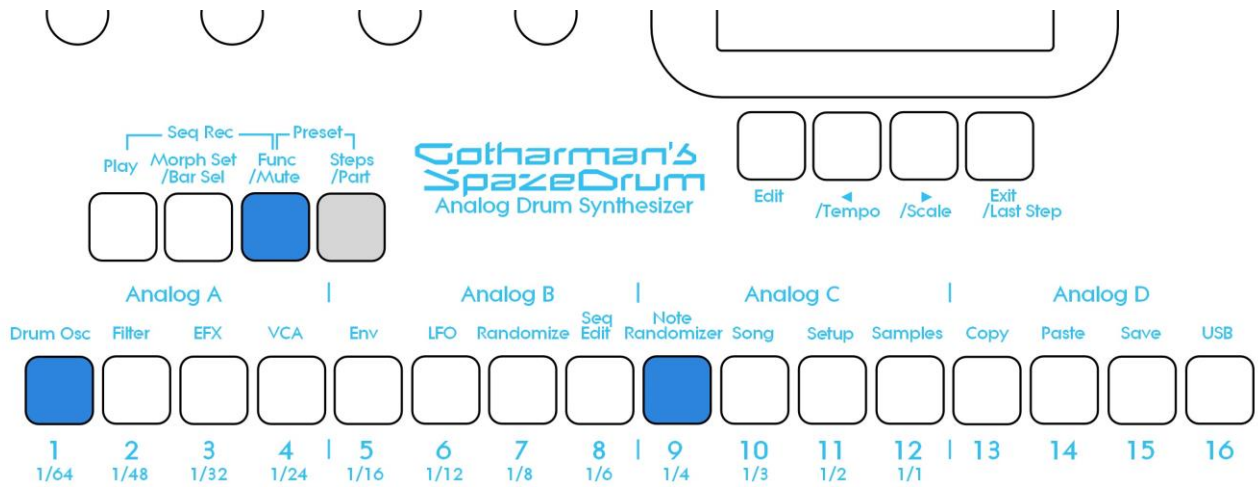 Seq Rec Preset
Play Morph Set /Bar Sel Func /Mute Steps /Part
Gotharman's
SpazeDrum
Analog Drum Synthesizer
Edit ◄ /Tempo ► /Scale Exit /Last Step
Analog A | Analog B | Analog C | Analog D
Drum Osc Filter EFX VCA Env LFO Randomize Seq Edit Note Randomizer Song Setup Samples Copy Paste Save USB
1 2 3 4 | 5 6 7 8 | 9 10 11 12 | 13 14 15 16
1/64 1/48 1/32 1/24 1/16 1/12 1/8 1/6 1/4 1/3 1/2 1/1